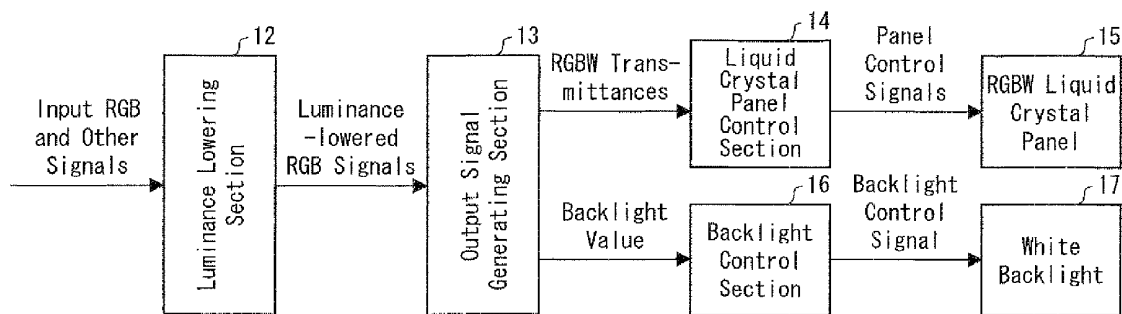 Input RGB
and Other
Signals
12
Luminance Lowering
Section
Luminance
-lowered
RGB Signals
13
Output Signal
Generating Section
RGBW Trans-
mittances
14
Liquid
Crystal
Panel
Control
Section
Panel
Control
Signals
15
RGBW Liquid
Crystal
Panel
Backlight
Value
16
Backlight
Control
Section
Backlight
Control
Signal
17
White
Backlight